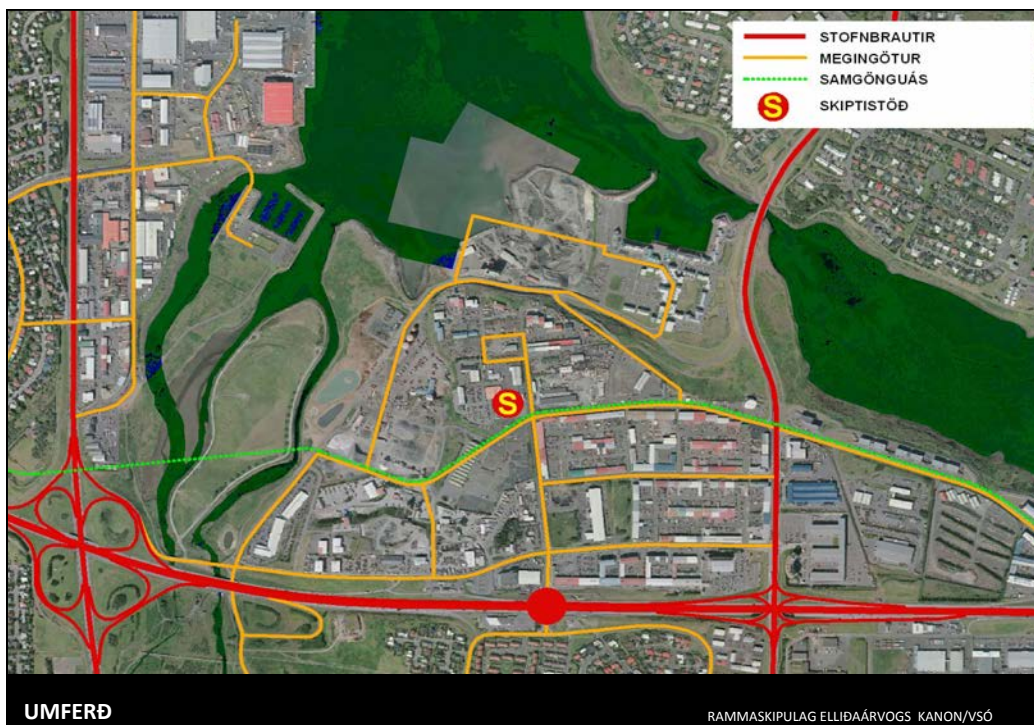 STOFNBRAUTIR
MEGINGÖTUR
SAMGÖNGUÁS
S SKIPTISTÖÐ
S
UMFERÐ
RAMMASKIPULAG ELLIÐAÁRVOGS KANON/VSÓ